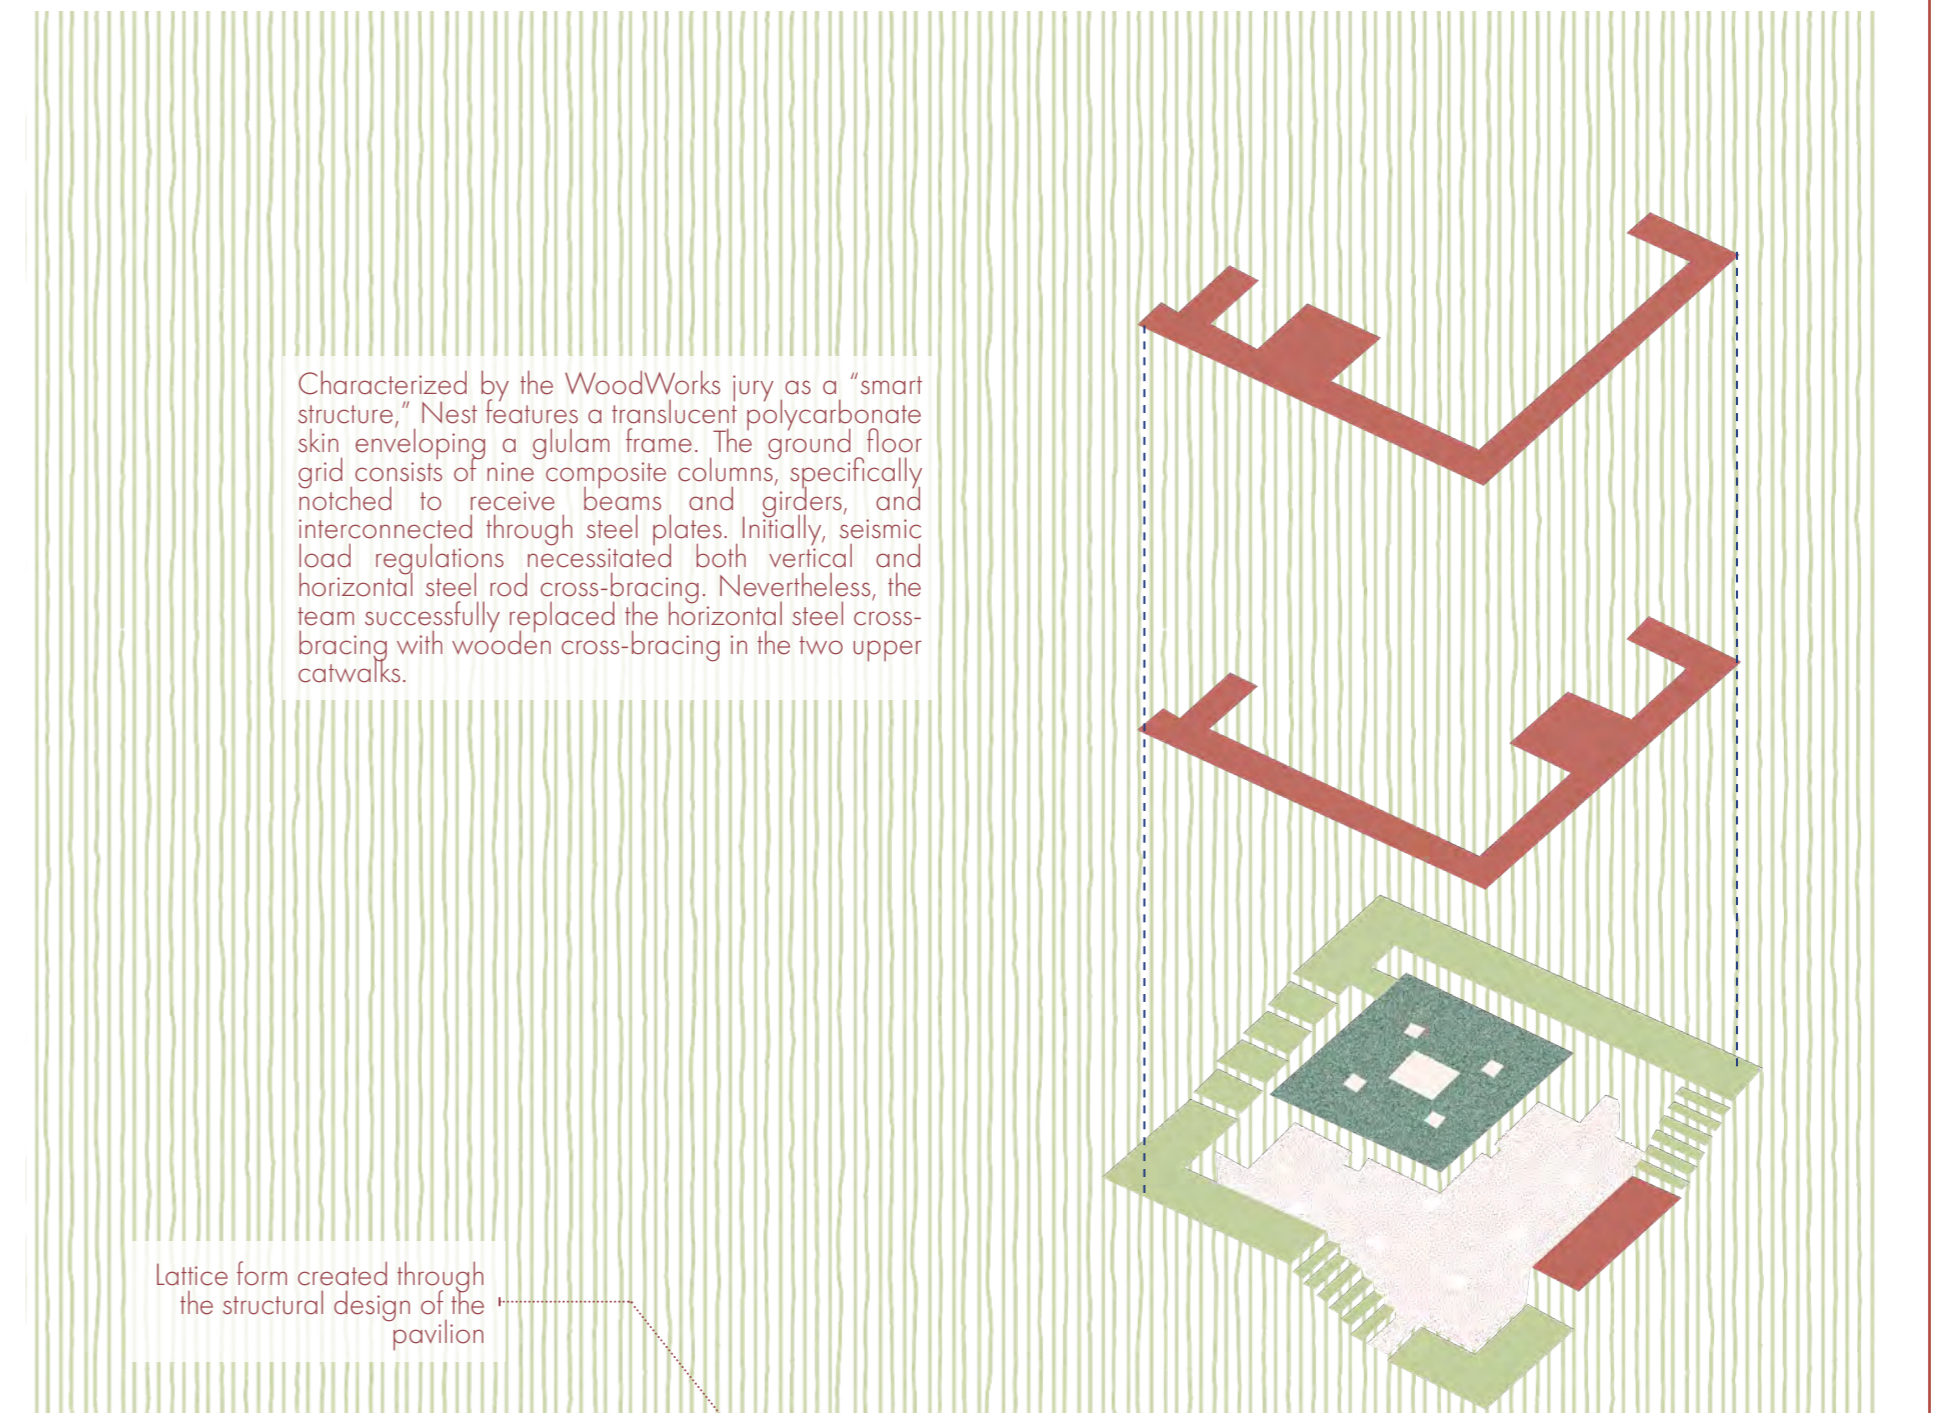 Characterized by the WoodWorks jury as a “smart
structure,” Nest features a translucent polycarbonate
skin enveloping a glulam frame. The ground floor
grid consists of nine composite columns, specifically
notched to receive beams and girders, and
interconnected through steel plates. Initially, seismic
load regulations necessitated both vertical and
horizontal steel rod cross-bracing. Nevertheless, the
team successfully replaced the horizontal steel cross-
bracing with wooden cross-bracing in the two upper
catwalks.
Lattice form created through
the structural design of the
pavilion